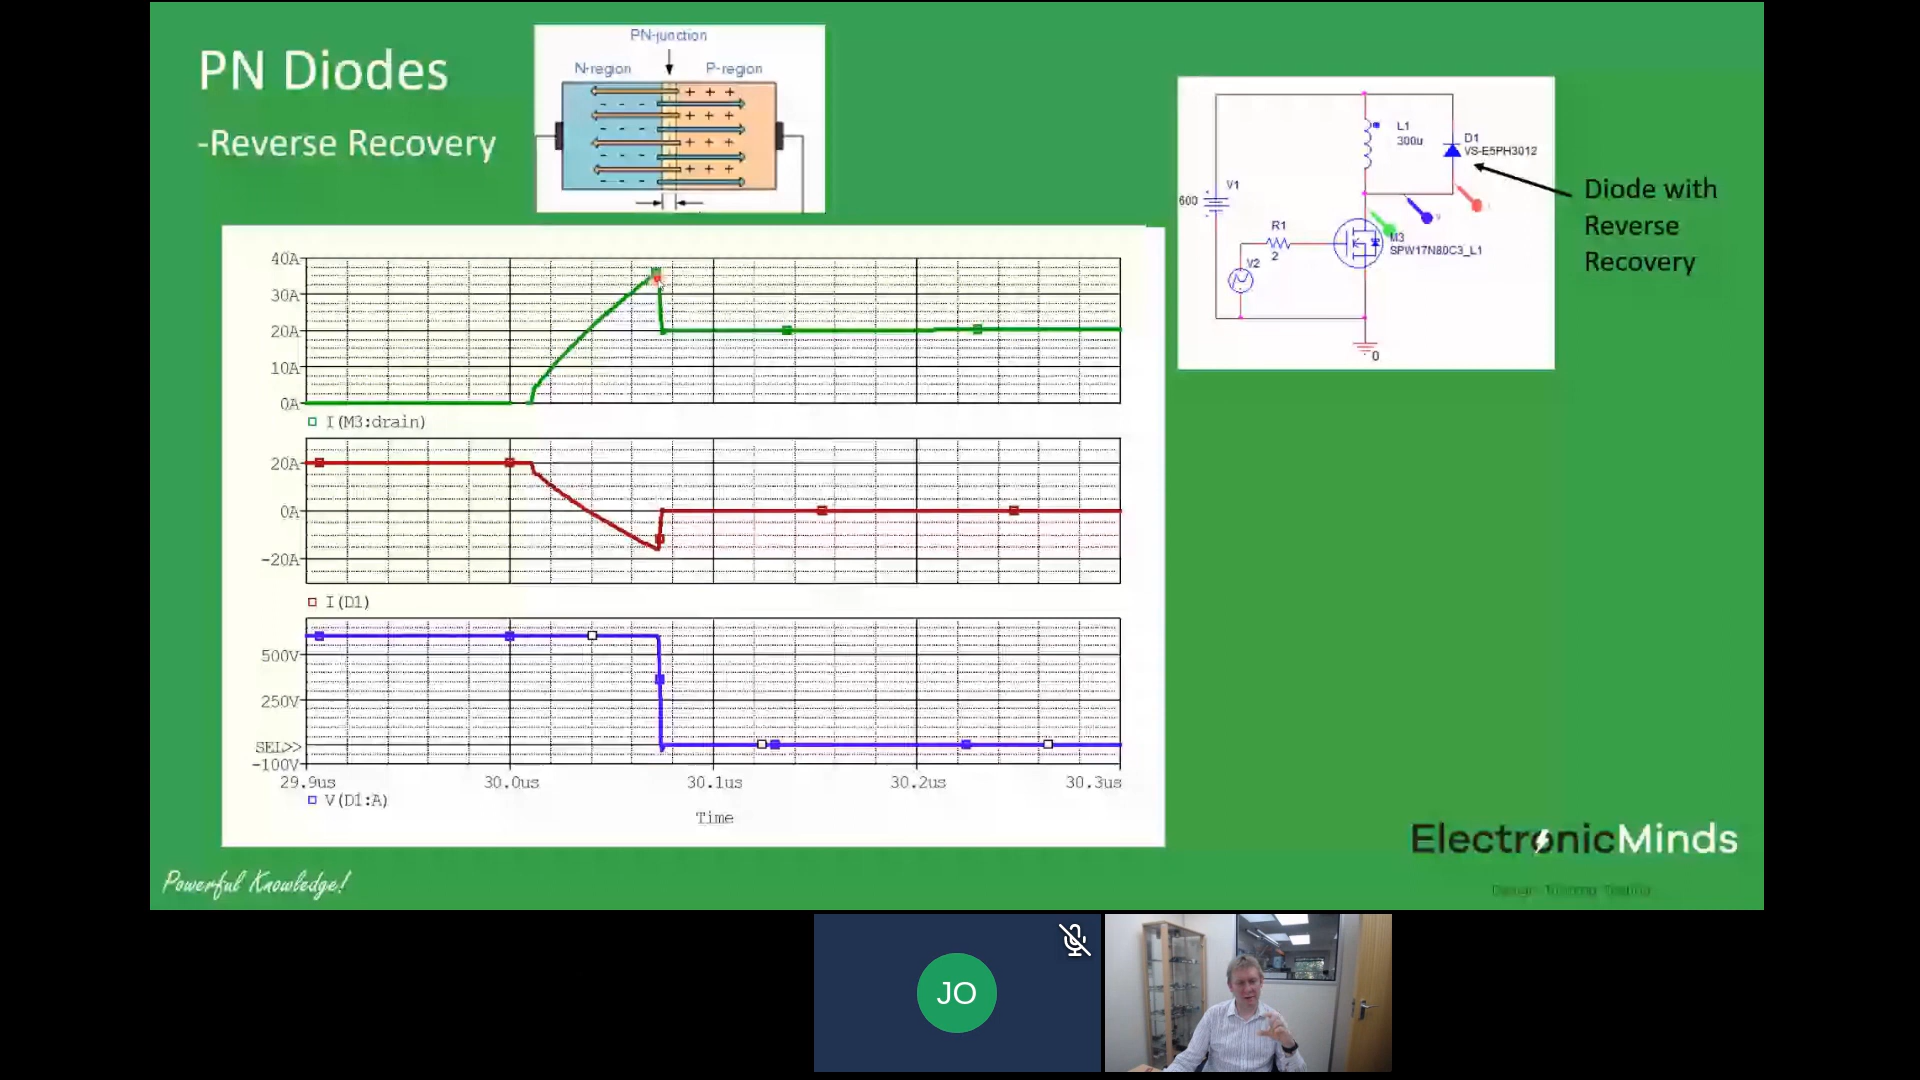 PN Diodes
-Reverse Recovery
PN-junction
N-region
P-region
V1
600
L1
300u
D1
VS-E5PH3012
R1
2
V2
M3
SPW17N80C3_L1
0
Diode with
Reverse
Recovery
40A
30A
20A
10A
0A
I(M3:drain)
20A
0A
-20A
I(D1)
500V
250V
SEL>>
-100V
29.9us
30.0us
30.1us
30.2us
30.3us
V(D1:A)
Time
ElectronicMinds
Powerful Knowledge!
JO